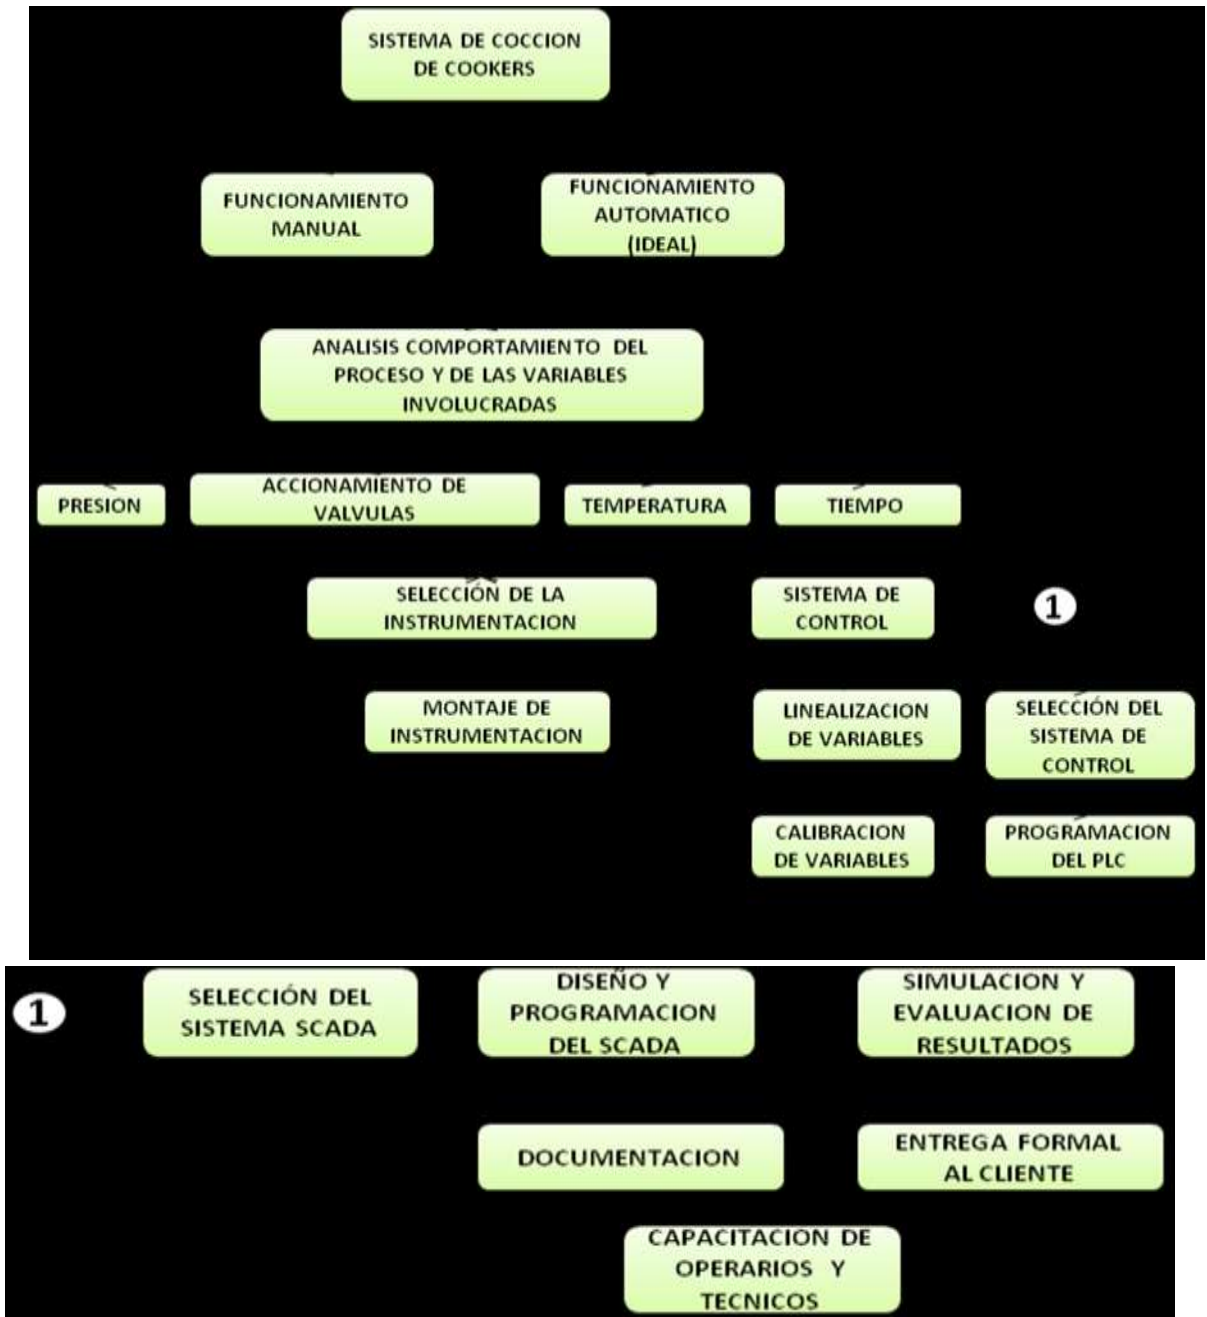 SISTEMA DE COCCION
DE COOKERS
FUNCIONAMIENTO
MANUAL
FUNCIONAMIENTO
AUTOMATICO
(IDEAL)
ANALISIS COMPORTAMIENTO DEL
PROCESO Y DE LAS VARIABLES
INVOLUCRADAS
PRESION
ACCIONAMIENTO DE
VALVULAS
TEMPERATURA
TIEMPO
SELECCIÓN DE LA
INSTRUMENTACION
SISTEMA DE
CONTROL
1
MONTAJE DE
INSTRUMENTACION
LINEALIZACION
DE VARIABLES
SELECCIÓN DEL
SISTEMA DE
CONTROL
CALIBRACION
DE VARIABLES
PROGRAMACION
DEL PLC
1
SELECCIÓN DEL
SISTEMA SCADA
DISEÑO Y
PROGRAMACION
DEL SCADA
SIMULACION Y
EVALUACION DE
RESULTADOS
DOCUMENTACION
ENTREGA FORMAL
AL CLIENTE
CAPACITACION DE
OPERARIOS Y
TECNICOS